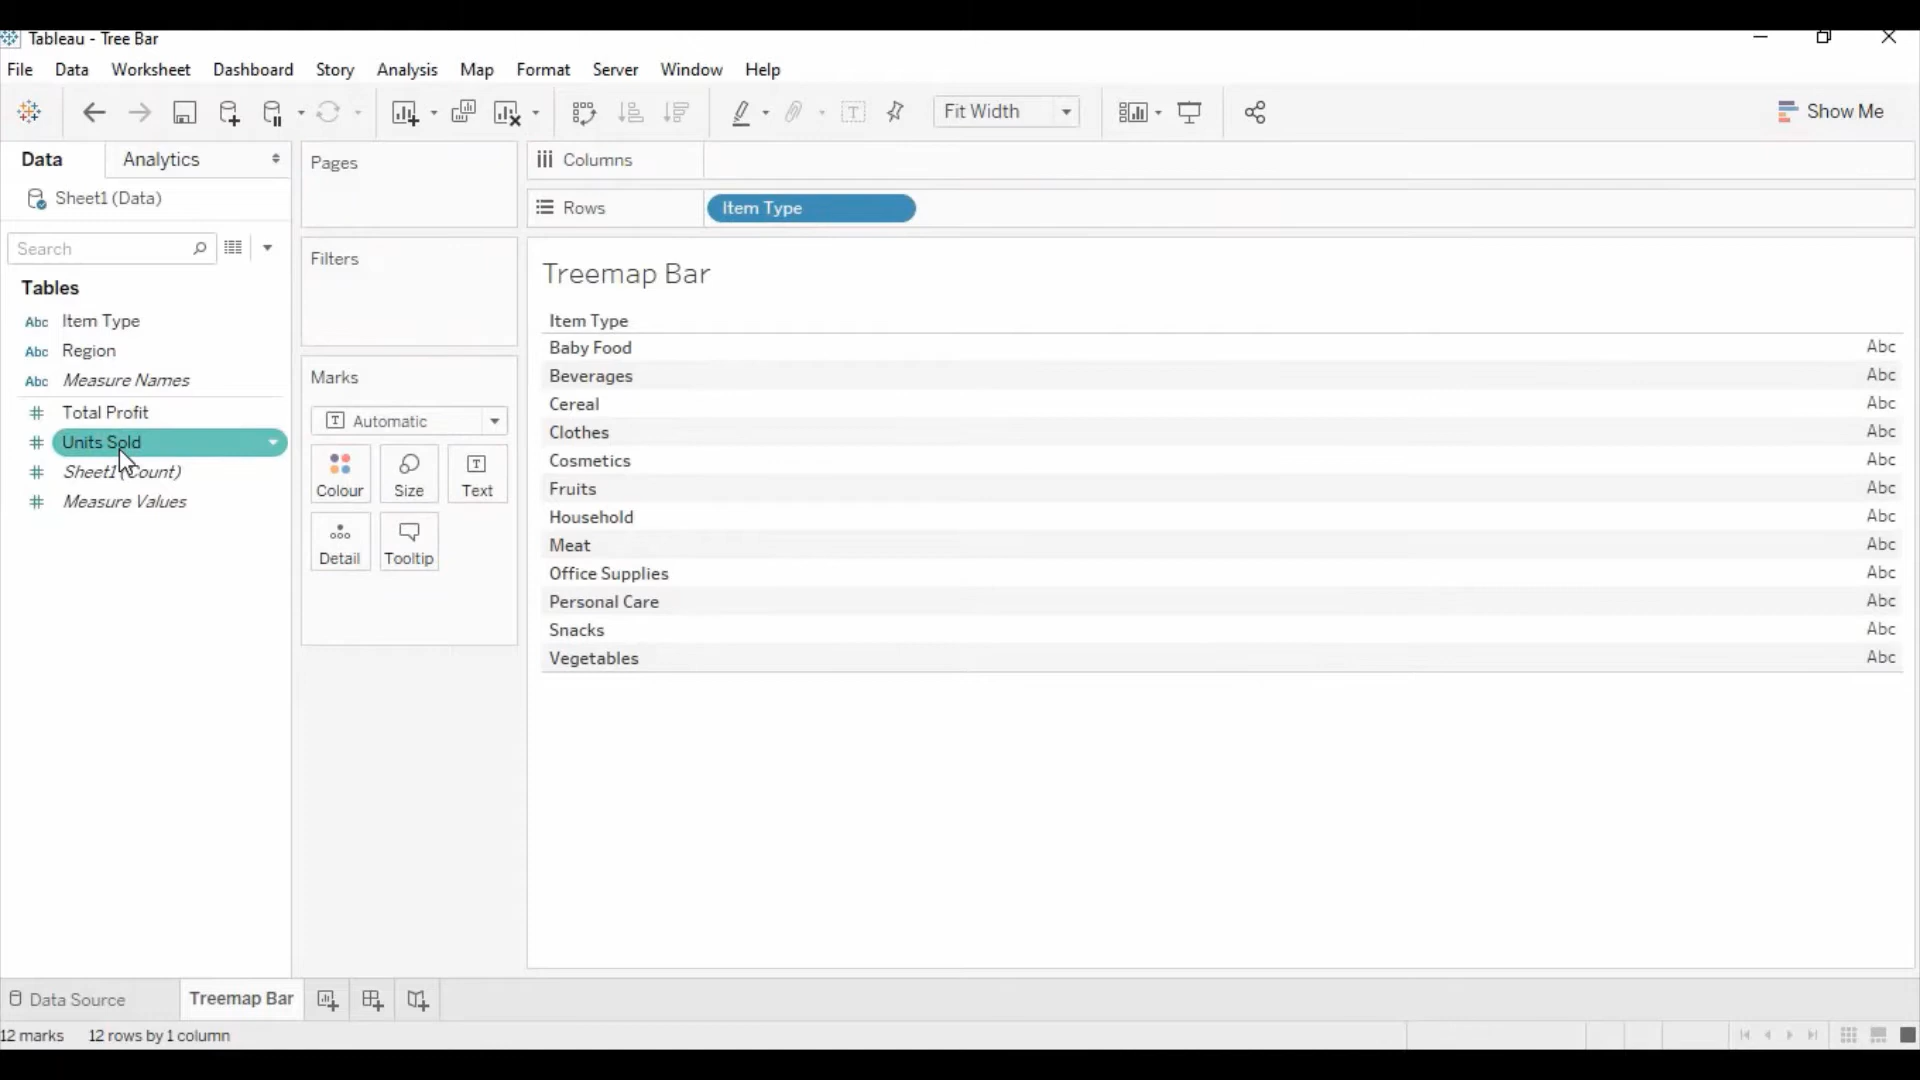 Tableau - Tree Bar
File Data Worksheet Dashboard Story Analysis Map Format Server Window Help
Fit Width
Show Me
Data Analytics
Sheet1 (Data)
Search
Tables
Abc Item Type
Abc Region
Abc Measure Names
# Total Profit
# Units Sold
# Sheet1 (Count)
# Measure Values
Pages
Filters
Marks
T Automatic
Colour Size Text
Detail Tooltip
Columns
Rows Item Type
Treemap Bar
Item Type
Baby Food Abc
Beverages Abc
Cereal Abc
Clothes Abc
Cosmetics Abc
Fruits Abc
Household Abc
Meat Abc
Office Supplies Abc
Personal Care Abc
Snacks Abc
Vegetables Abc
Data Source Treemap Bar
12 marks 12 rows by 1 column